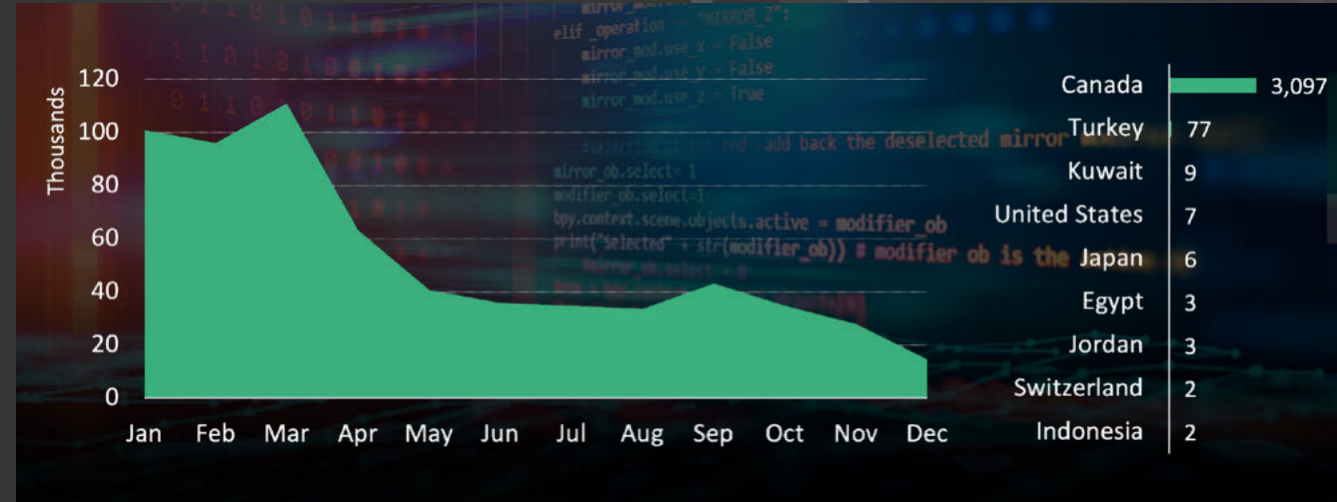 elif _operation == "MIRROR_Z":
mirror_mod.use_x = False
mirror_mod.use_y = False
mirror_mod.use_z = True
add back the deselected mirror
mirror_ob.select= 1
modifier_ob.select=1
bpy.context.scene.objects.active = modifier_ob
print("Selected" + str(modifier_ob)) # modifier ob is the
Thousands
120
100
80
60
40
20
0
Jan Feb Mar Apr May Jun Jul Aug Sep Oct Nov Dec
Canada 3,097
Turkey 77
Kuwait 9
United States 7
Japan 6
Egypt 3
Jordan 3
Switzerland 2
Indonesia 2